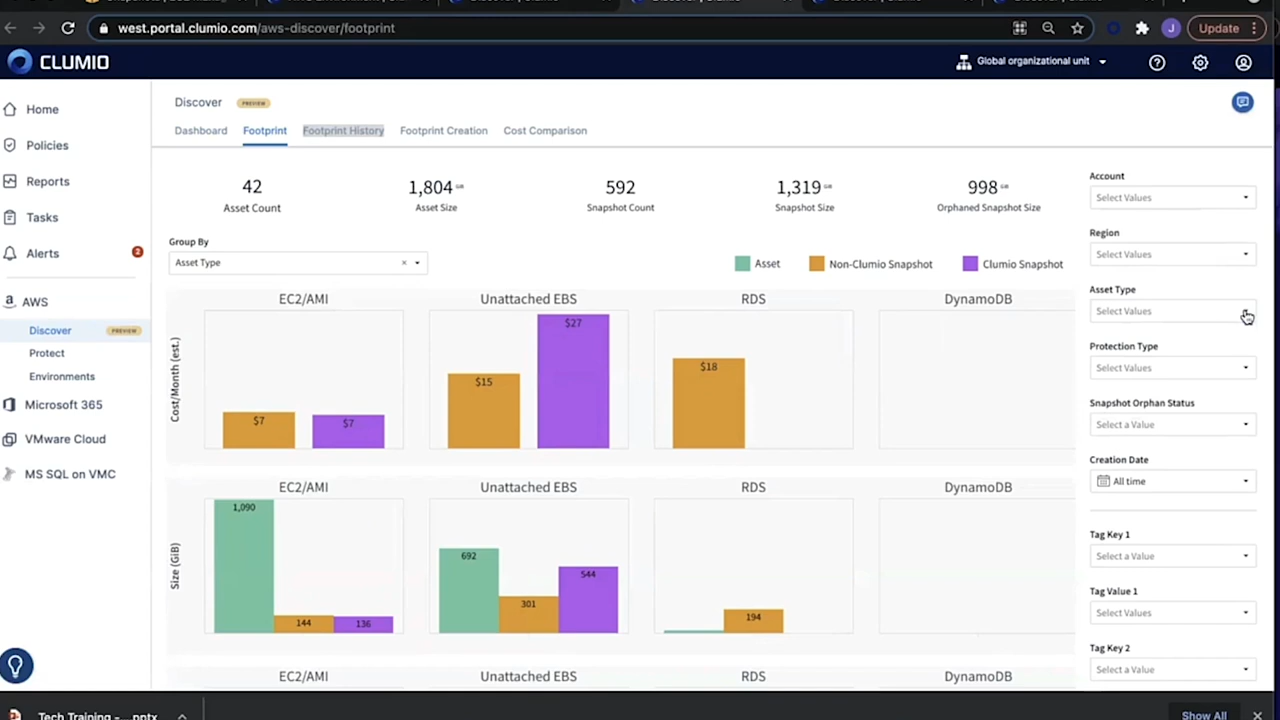 west.portal.clumio.com/aws-discover/footprint
J
Update
CLUMIO
Global organizational unit
Home
Policies
Reports
Tasks
Alerts
2
AWS
Discover
PREVIEW
Protect
Environments
Microsoft 365
VMware Cloud
MS SQL on VMC
Discover
PREVIEW
Dashboard
Footprint
Footprint History
Footprint Creation
Cost Comparison
42
Asset Count
1,804 GiB
Asset Size
592
Snapshot Count
1,319 GiB
Snapshot Size
998 GiB
Orphaned Snapshot Size
Group By
Asset Type
Asset
Non-Clumio Snapshot
Clumio Snapshot
Cost/Month (est.)
EC2/AMI
$7
$7
Unattached EBS
$15
$27
RDS
$18
DynamoDB
Size (GiB)
EC2/AMI
1,090
144
136
Unattached EBS
692
301
544
RDS
194
DynamoDB
EC2/AMI
Unattached EBS
RDS
DynamoDB
Account
Select Values
Region
Select Values
Asset Type
Select Values
Protection Type
Select Values
Snapshot Orphan Status
Select a Value
Creation Date
All time
Tag Key 1
Select a Value
Tag Value 1
Select Values
Tag Key 2
Select a Value
Tech Training - ....pptx
Show All